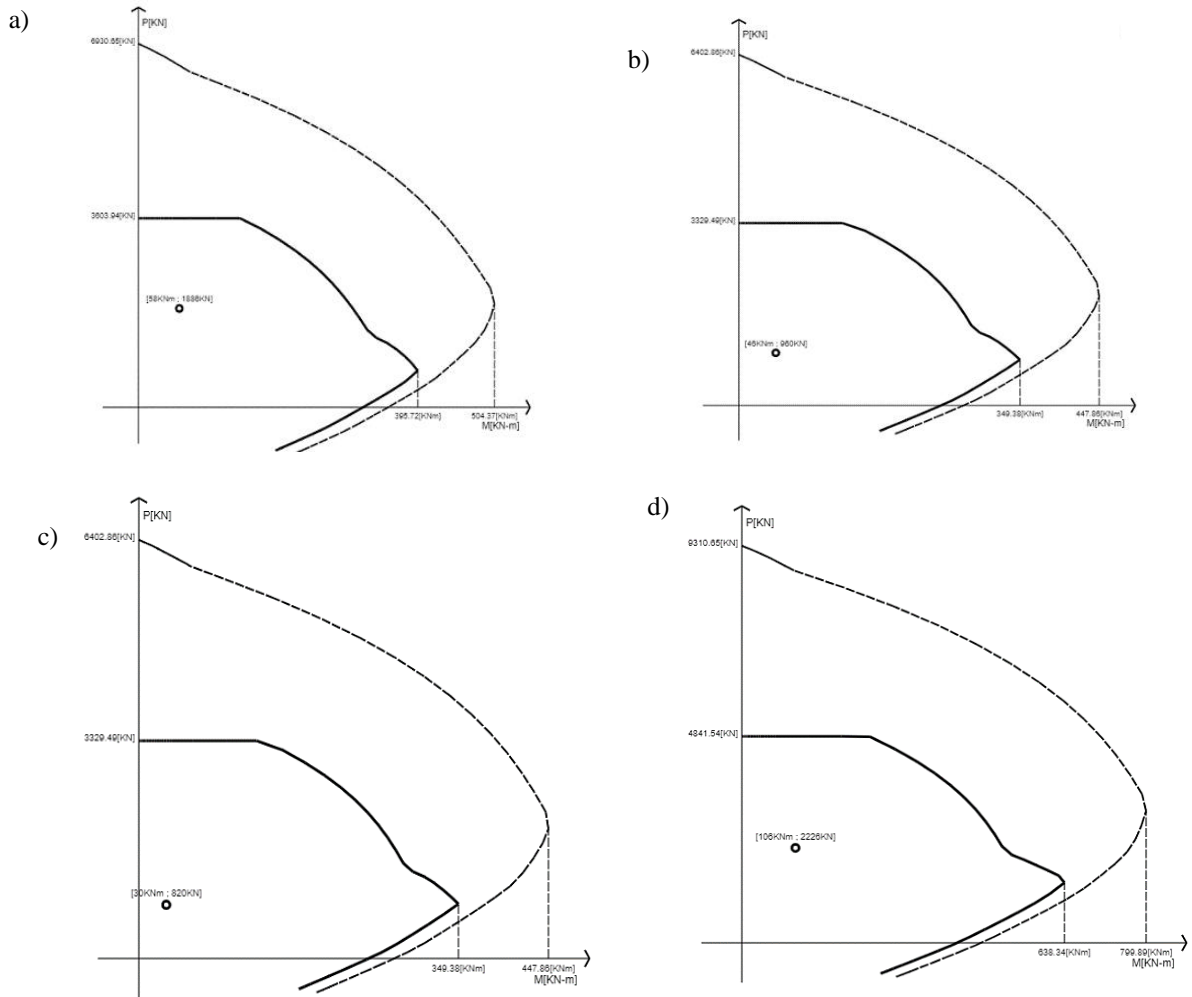 a)
P[KN]
6930.65[KN]
3603.94[KN]
[58KNm ; 1886KN]
395.72[KNm]
504.37[KNm]
M[KN-m]
b)
P[KN]
6402.86[KN]
3329.49[KN]
[46KNm ; 960KN]
349.38[KNm]
447.86[KNm]
M[KN-m]
c)
P[KN]
6402.86[KN]
3329.49[KN]
[30KNm ; 820KN]
349.38[KNm]
447.86[KNm]
M[KN-m]
d)
P[KN]
9310.65[KN]
4841.54[KN]
[106KNm ; 2226KN]
638.34[KNm]
799.89[KNm]
M[KN-m]